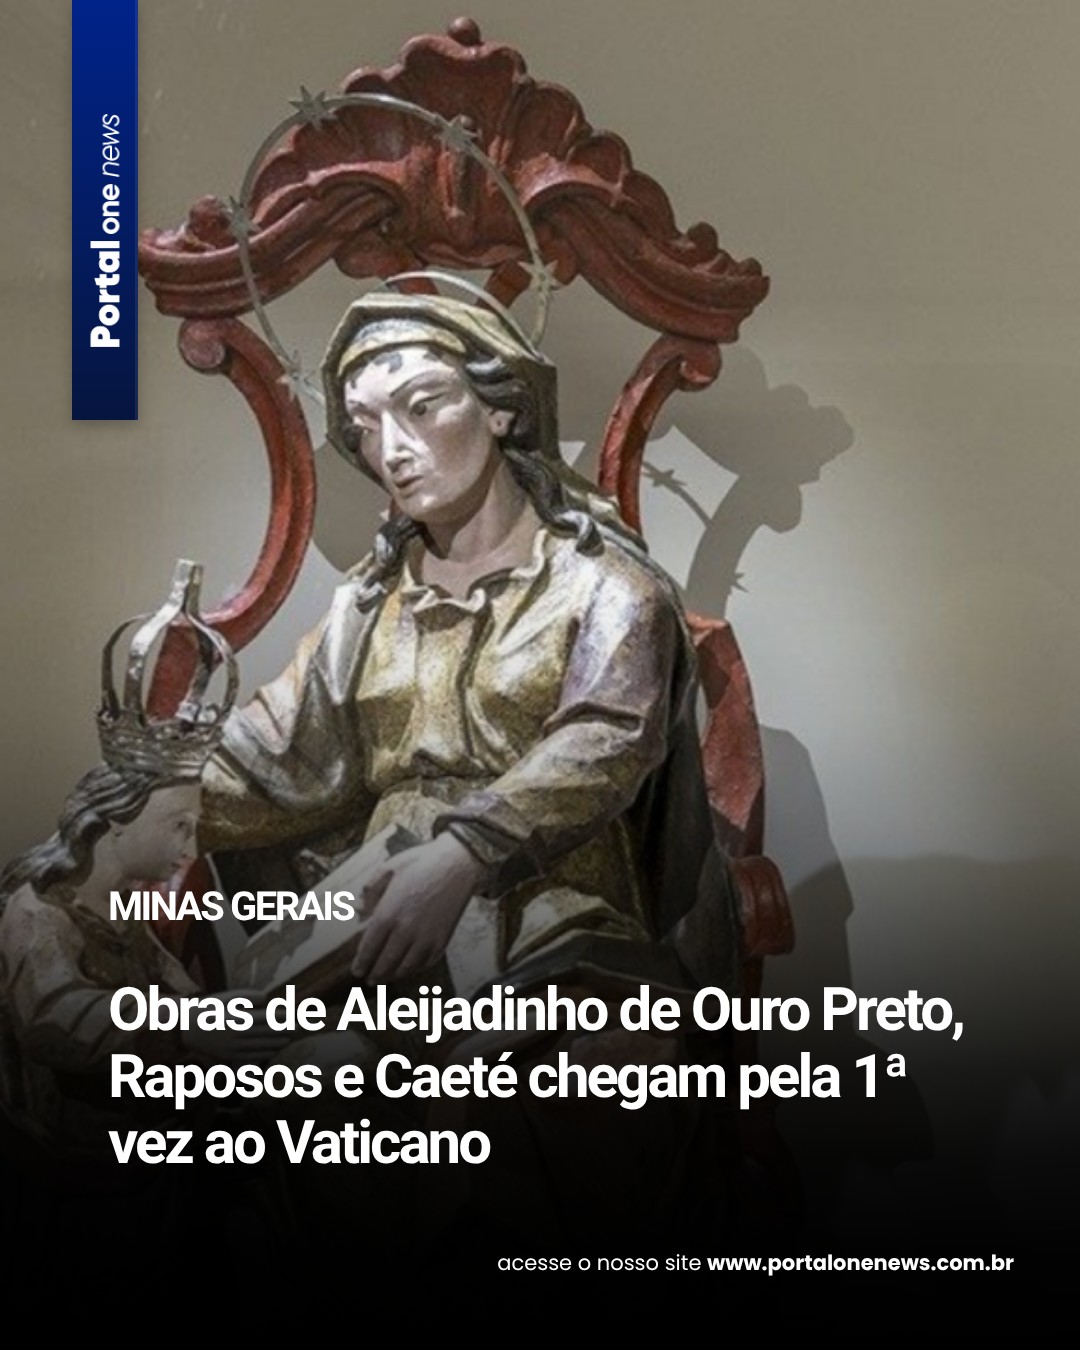 Portal one news
MINAS GERAIS
Obras de Aleijadinho de Ouro Preto,
Raposos e Caeté chegam pela 1ª
vez ao Vaticano
acesse o nosso site www.portalonenews.com.br